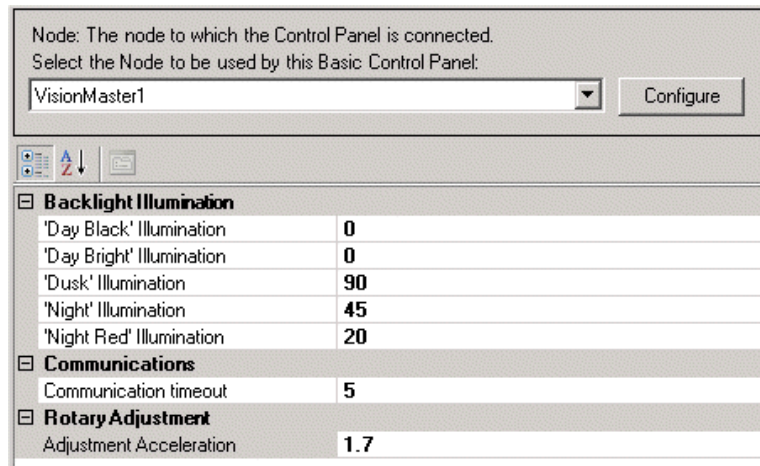 Node: The node to which the Control Panel is connected.
Select the Node to be used by this Basic Control Panel:
VisionMaster1 Configure
Backlight Illumination
'Day Black' Illumination 0
'Day Bright' Illumination 0
'Dusk' Illumination 90
'Night' Illumination 45
'Night Red' Illumination 20
Communications
Communication timeout 5
Rotary Adjustment
Adjustment Acceleration 1.7